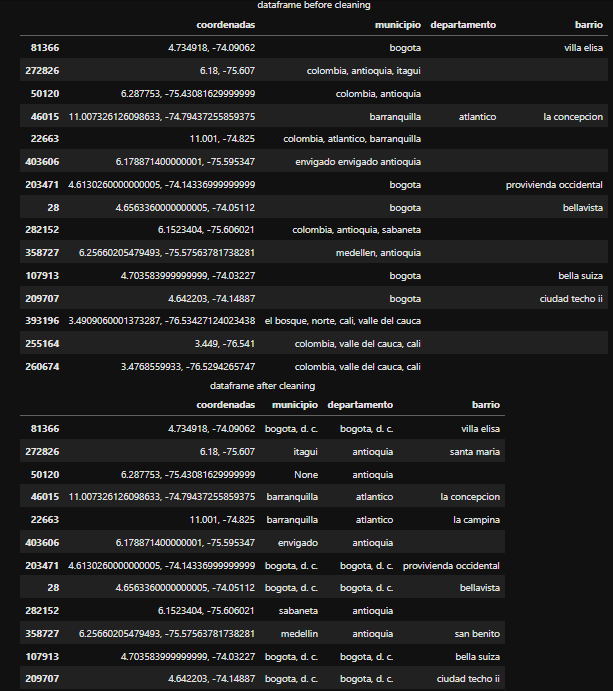 dataframe before cleaning
coordenadas municipio departamento barrio
81366 4.734918, -74.09062 bogota villa elisa
272826 6.18, -75.607 colombia, antioquia, itagui
50120 6.287753, -75.43081629999999 colombia, antioquia
46015 11.007326126098633, -74.79437255859375 barranquilla atlantico la concepcion
22663 11.001, -74.825 colombia, atlantico, barranquilla
403606 6.178871400000001, -75.595347 envigado envigado antioquia
203471 4.6130260000000005, -74.14336999999999 bogota provivienda occidental
28 4.6563360000000005, -74.05112 bogota bellavista
282152 6.1523404, -75.606021 colombia, antioquia, sabaneta
358727 6.25660205479493, -75.57563781738281 medellen, antioquia
107913 4.703583999999999, -74.03227 bogota bella suiza
209707 4.642203, -74.14887 bogota ciudad techo ii
393196 3.4909060001373287, -76.53427124023438 el bosque, norte, cali, valle del cauca
255164 3.449, -76.541 colombia, valle del cauca, cali
260674 3.4768559933, -76.5294265747 colombia, valle del cauca, cali
dataframe after cleaning
coordenadas municipio departamento barrio
81366 4.734918, -74.09062 bogota, d. c. bogota, d. c. villa elisa
272826 6.18, -75.607 itagui antioquia santa maria
50120 6.287753, -75.43081629999999 None antioquia
46015 11.007326126098633, -74.79437255859375 barranquilla atlantico la concepcion
22663 11.001, -74.825 barranquilla atlantico la campina
403606 6.178871400000001, -75.595347 envigado antioquia
203471 4.6130260000000005, -74.14336999999999 bogota, d. c. bogota, d. c. provivienda occidental
28 4.6563360000000005, -74.05112 bogota, d. c. bogota, d. c. bellavista
282152 6.1523404, -75.606021 sabaneta antioquia
358727 6.25660205479493, -75.57563781738281 medellin antioquia san benito
107913 4.703583999999999, -74.03227 bogota, d. c. bogota, d. c. bella suiza
209707 4.642203, -74.14887 bogota, d. c. bogota, d. c. ciudad techo ii